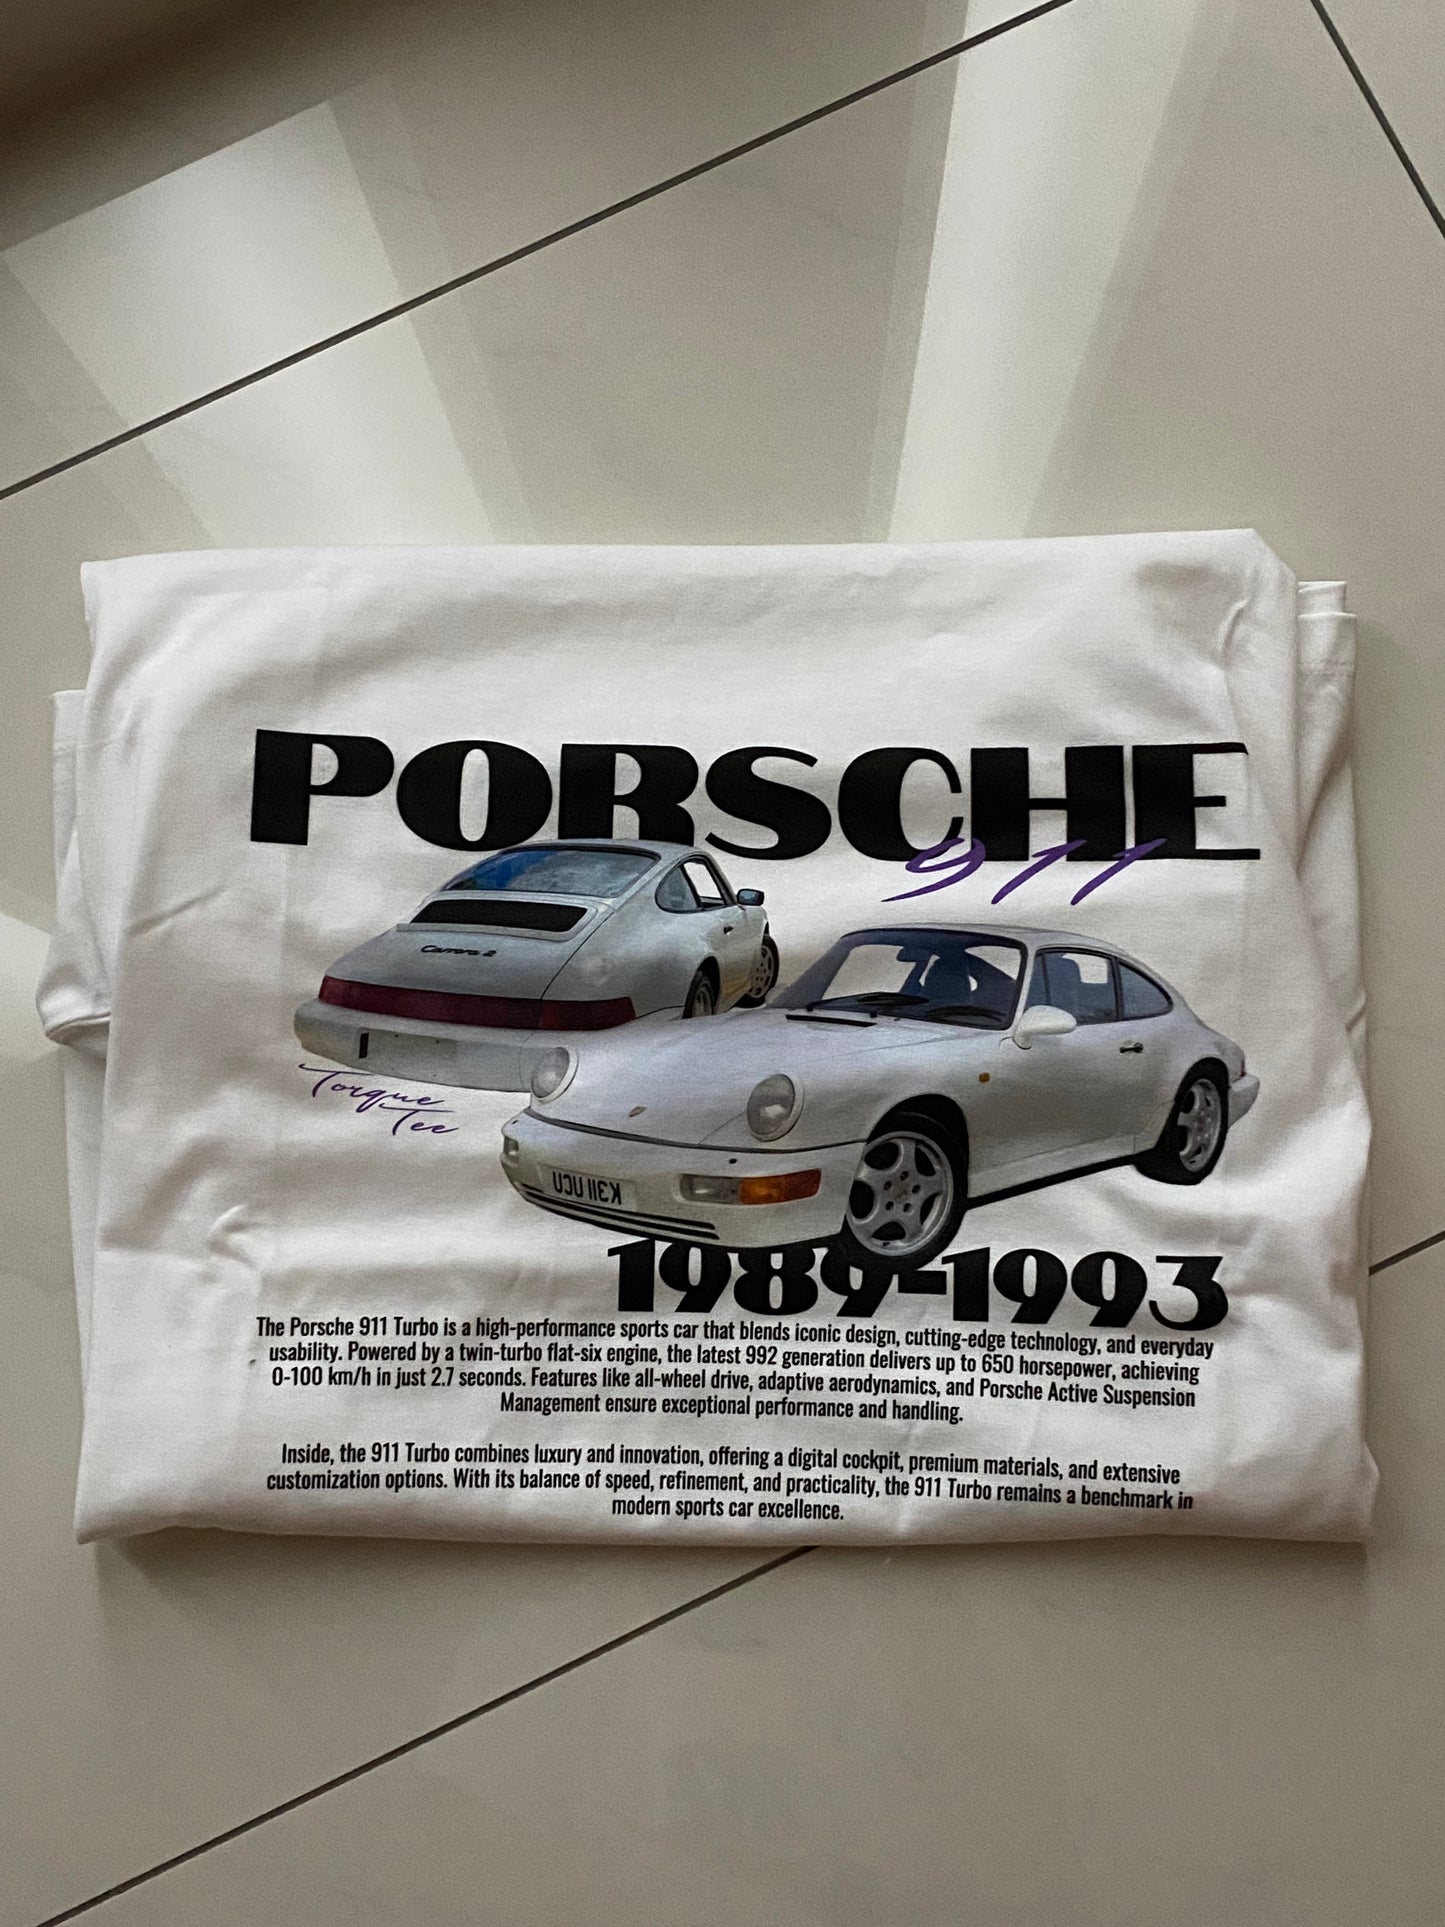 PORSCHE
911
Carrera 2
Torque
Tee
K311 UCU
1989-1993
The Porsche 911 Turbo is a high-performance sports car that blends iconic design, cutting-edge technology, and everyday
usability. Powered by a twin-turbo flat-six engine, the latest 992 generation delivers up to 650 horsepower, achieving
0-100 km/h in just 2.7 seconds. Features like all-wheel drive, adaptive aerodynamics, and Porsche Active Suspension
Management ensure exceptional performance and handling.
Inside, the 911 Turbo combines luxury and innovation, offering a digital cockpit, premium materials, and extensive
customization options. With its balance of speed, refinement, and practicality, the 911 Turbo remains a benchmark in
modern sports car excellence.